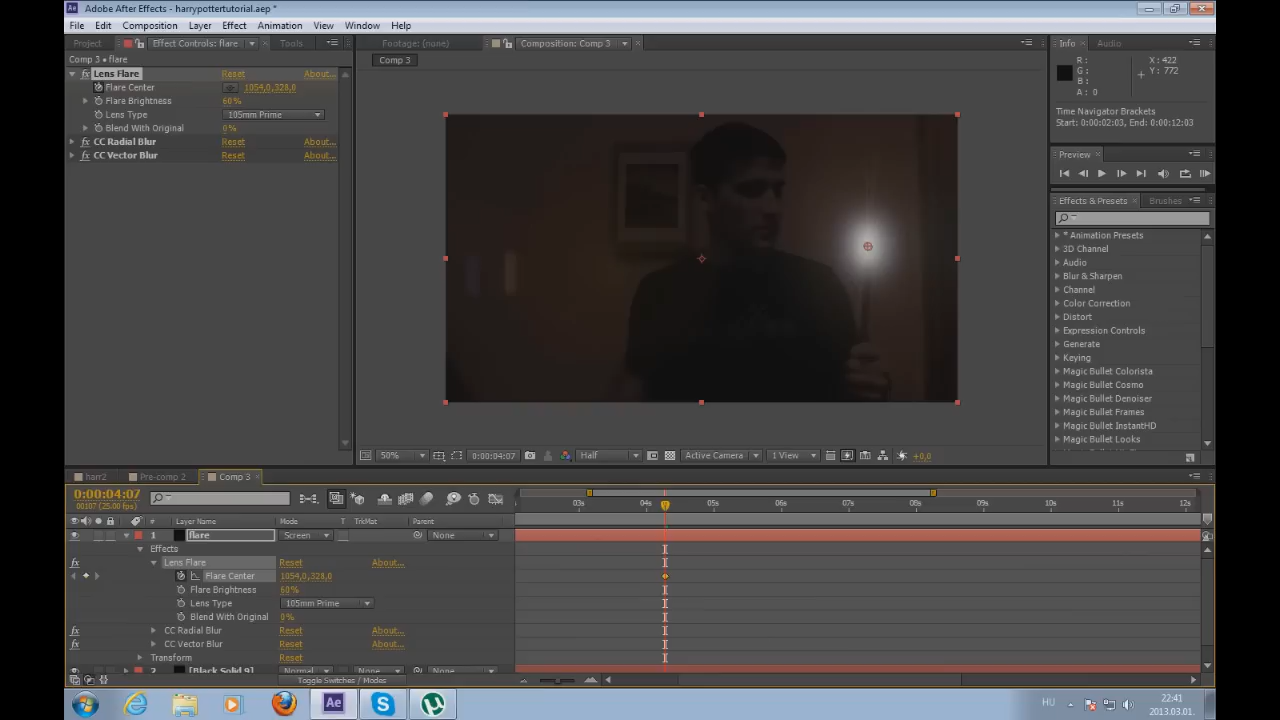 Adobe After Effects - harrypottertutorial.aep *
File Edit Composition Layer Effect Animation View Window Help
Project Effect Controls: flare Tools Footage: (none) Composition: Comp 3 Info Audio
Comp 3 • flare Comp 3
R : X : 422
G : Y : 772
B :
A : 0
Lens Flare Reset About...
Flare Center 1054,0,328,0
Flare Brightness 60%
Lens Type 105mm Prime
Blend With Original 0%
CC Radial Blur Reset About...
CC Vector Blur Reset About...
Time Navigator Brackets
Start: 0:00:02:03, End: 0:00:12:03
Preview
Effects & Presets Brushes
* Animation Presets
3D Channel
Audio
Blur & Sharpen
Channel
Color Correction
Distort
Expression Controls
Generate
Keying
Magic Bullet Colorista
Magic Bullet Cosmo
Magic Bullet Denoiser
Magic Bullet Frames
Magic Bullet InstantHD
Magic Bullet Looks
50% 0:00:04:07 Half Active Camera 1 View +0,0
harr2 Pre-comp 2 Comp 3
0:00:04:07
00107 (25.00 fps)
03s 04s 05s 06s 07s 08s 09s 10s 11s 12s
# Layer Name Mode T TrkMat Parent
1 flare Screen None
Effects
Lens Flare Reset About...
Flare Center 1054,0,328,0
Flare Brightness 60%
Lens Type 105mm Prime
Blend With Original 0%
CC Radial Blur Reset About...
CC Vector Blur Reset About...
Transform Reset
2 [Black Solid 9] Normal None None
Toggle Switches / Modes
Ae
HU 22:41
2013.03.01.